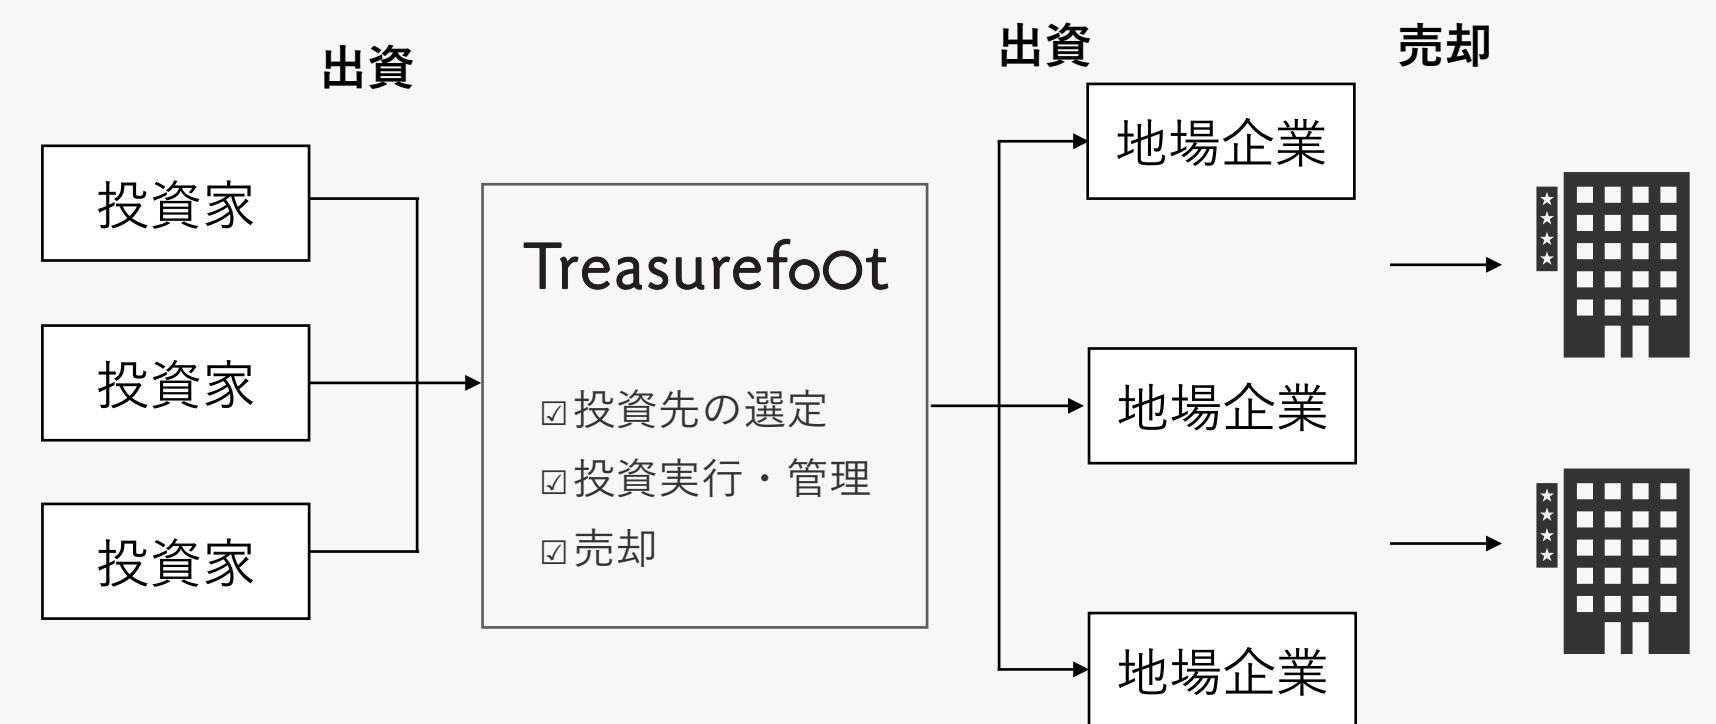 出資
投資家
投資家
投資家
Treasurefoot
☑投資先の選定
☑投資実行・管理
☑売却
出資
地場企業
地場企業
地場企業
売却